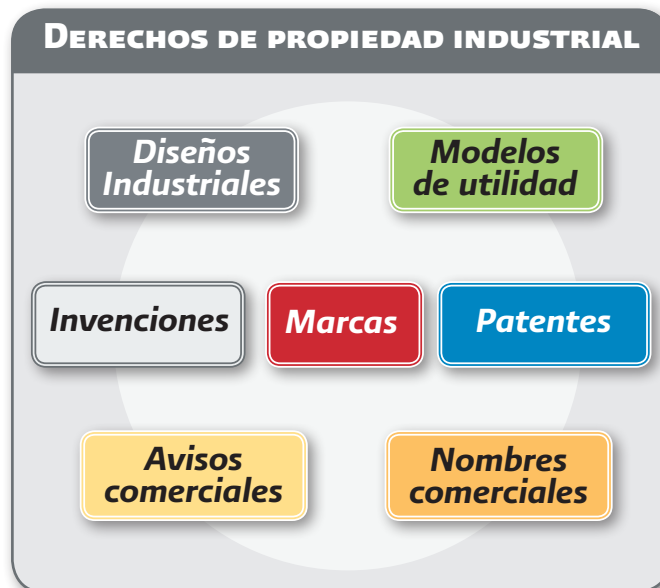 DERECHOS DE PROPIEDAD INDUSTRIAL
Diseños
Industriales
Modelos
de utilidad
Invenciones
Marcas
Patentes
Avisos
comerciales
Nombres
comerciales